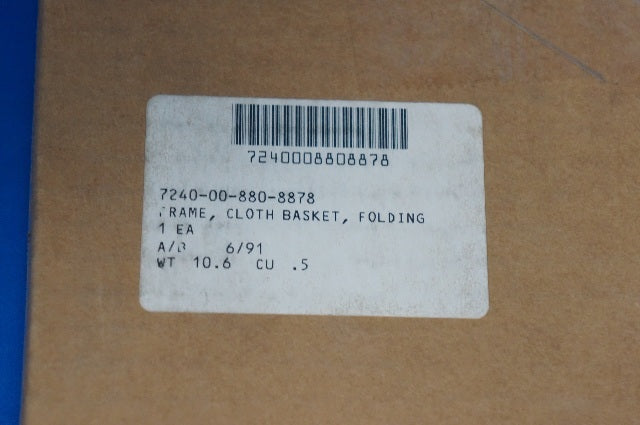 7240008808878
7240-00-880-8878
FRAME, CLOTH BASKET, FOLDING
1 EA
A/B 6/91
WT 10.6 CU .5